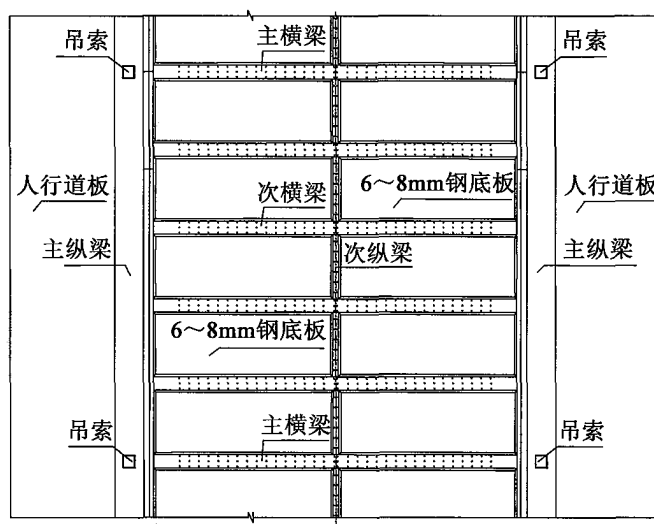 主横梁
吊索
吊索
人行道板
次横梁
6～8mm钢底板
人行道板
主纵梁
次纵梁
主纵梁
6～8mm钢底板
吊索
主横梁
吊索